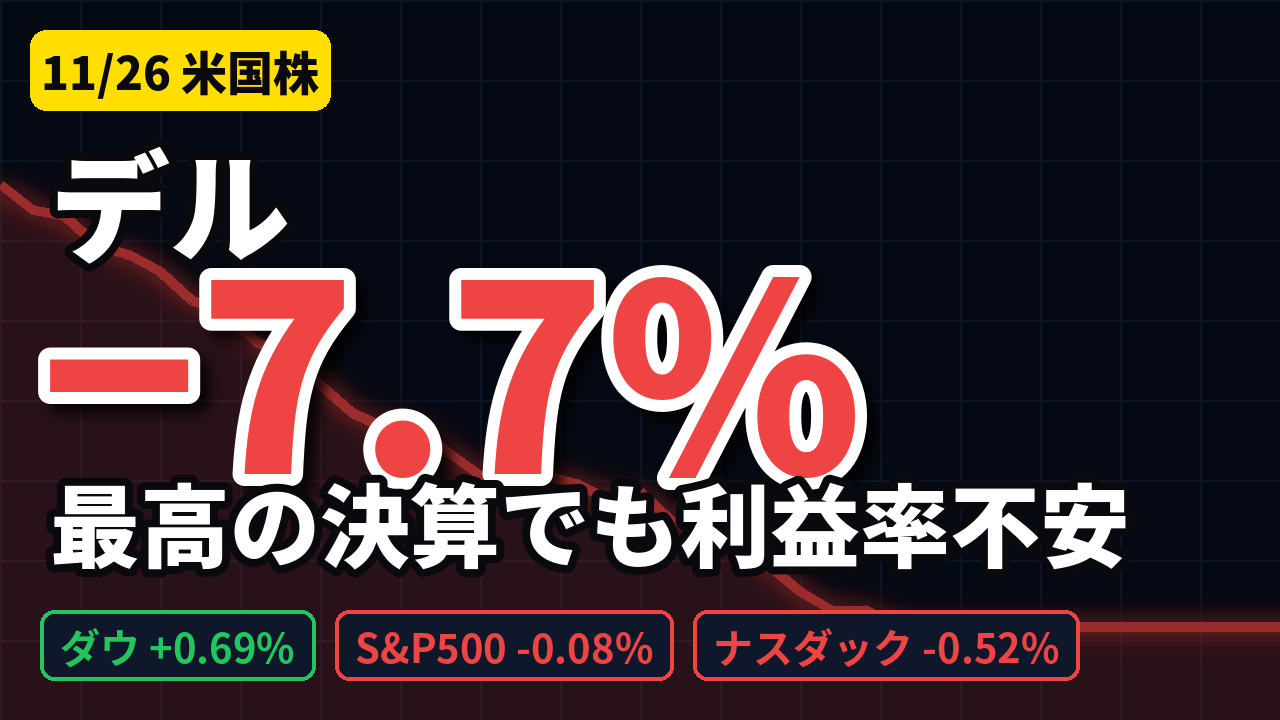 11/26 米国株
デル
−7.7%
最高の決算でも利益率不安
ダウ +0.69%
S&P500 -0.08%
ナスダック -0.52%